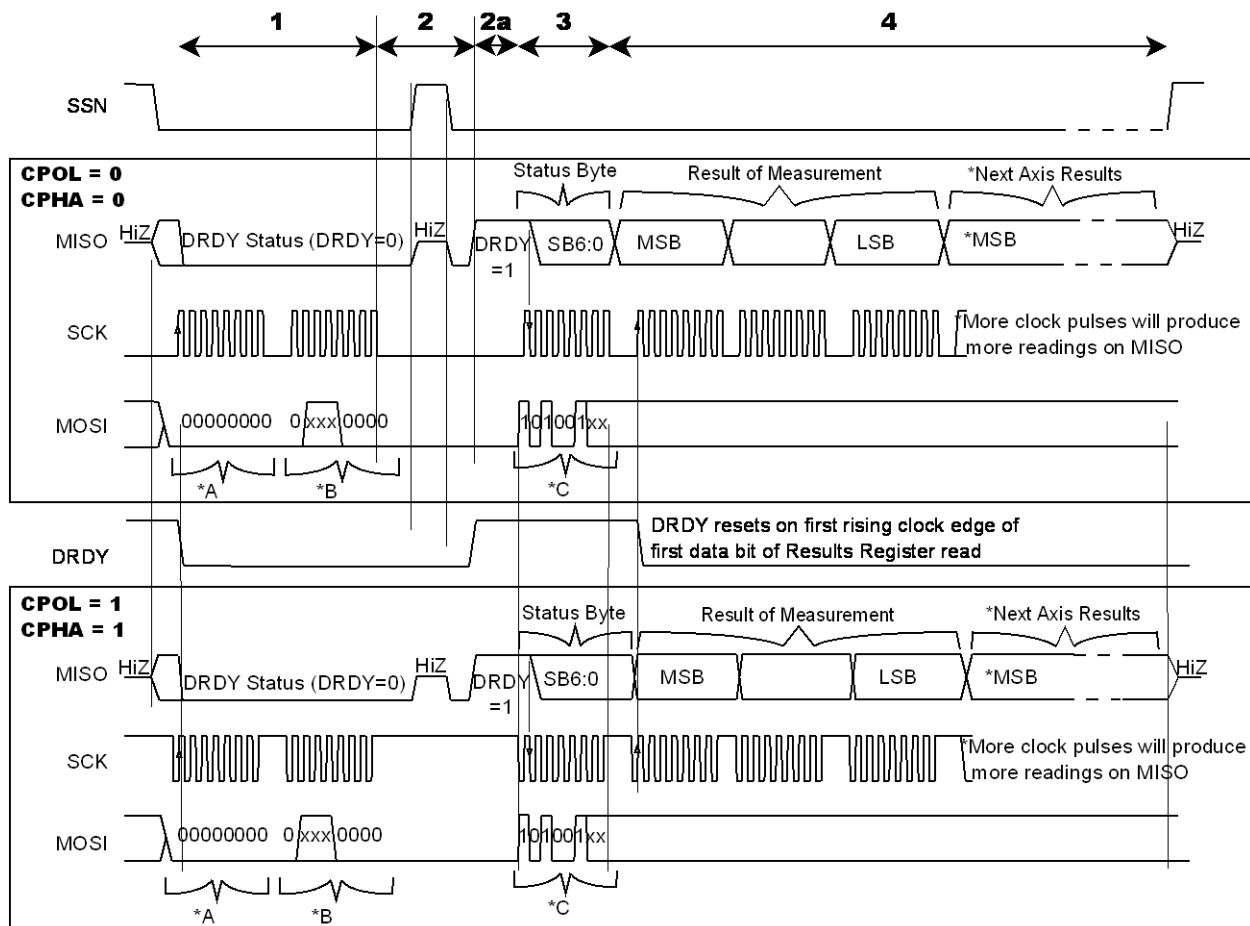 1 2 2a 3 4
SSN
CPOL = 0
CPHA = 0
Status Byte Result of Measurement *Next Axis Results
MISO HiZ DRDY Status (DRDY=0) HiZ DRDY =1 SB6:0 MSB LSB *MSB HiZ
SCK
*More clock pulses will produce
more readings on MISO
MOSI 00000000 0 xxx 0000 101001xx
*A *B *C
DRDY
DRDY resets on first rising clock edge of
first data bit of Results Register read
CPOL = 1
CPHA = 1
Status Byte Result of Measurement *Next Axis Results
MISO HiZ DRDY Status (DRDY=0) HiZ DRDY =1 SB6:0 MSB LSB *MSB HiZ
SCK
*More clock pulses will produce
more readings on MISO
MOSI 00000000 0 xxx 0000 101001xx
*A *B *C